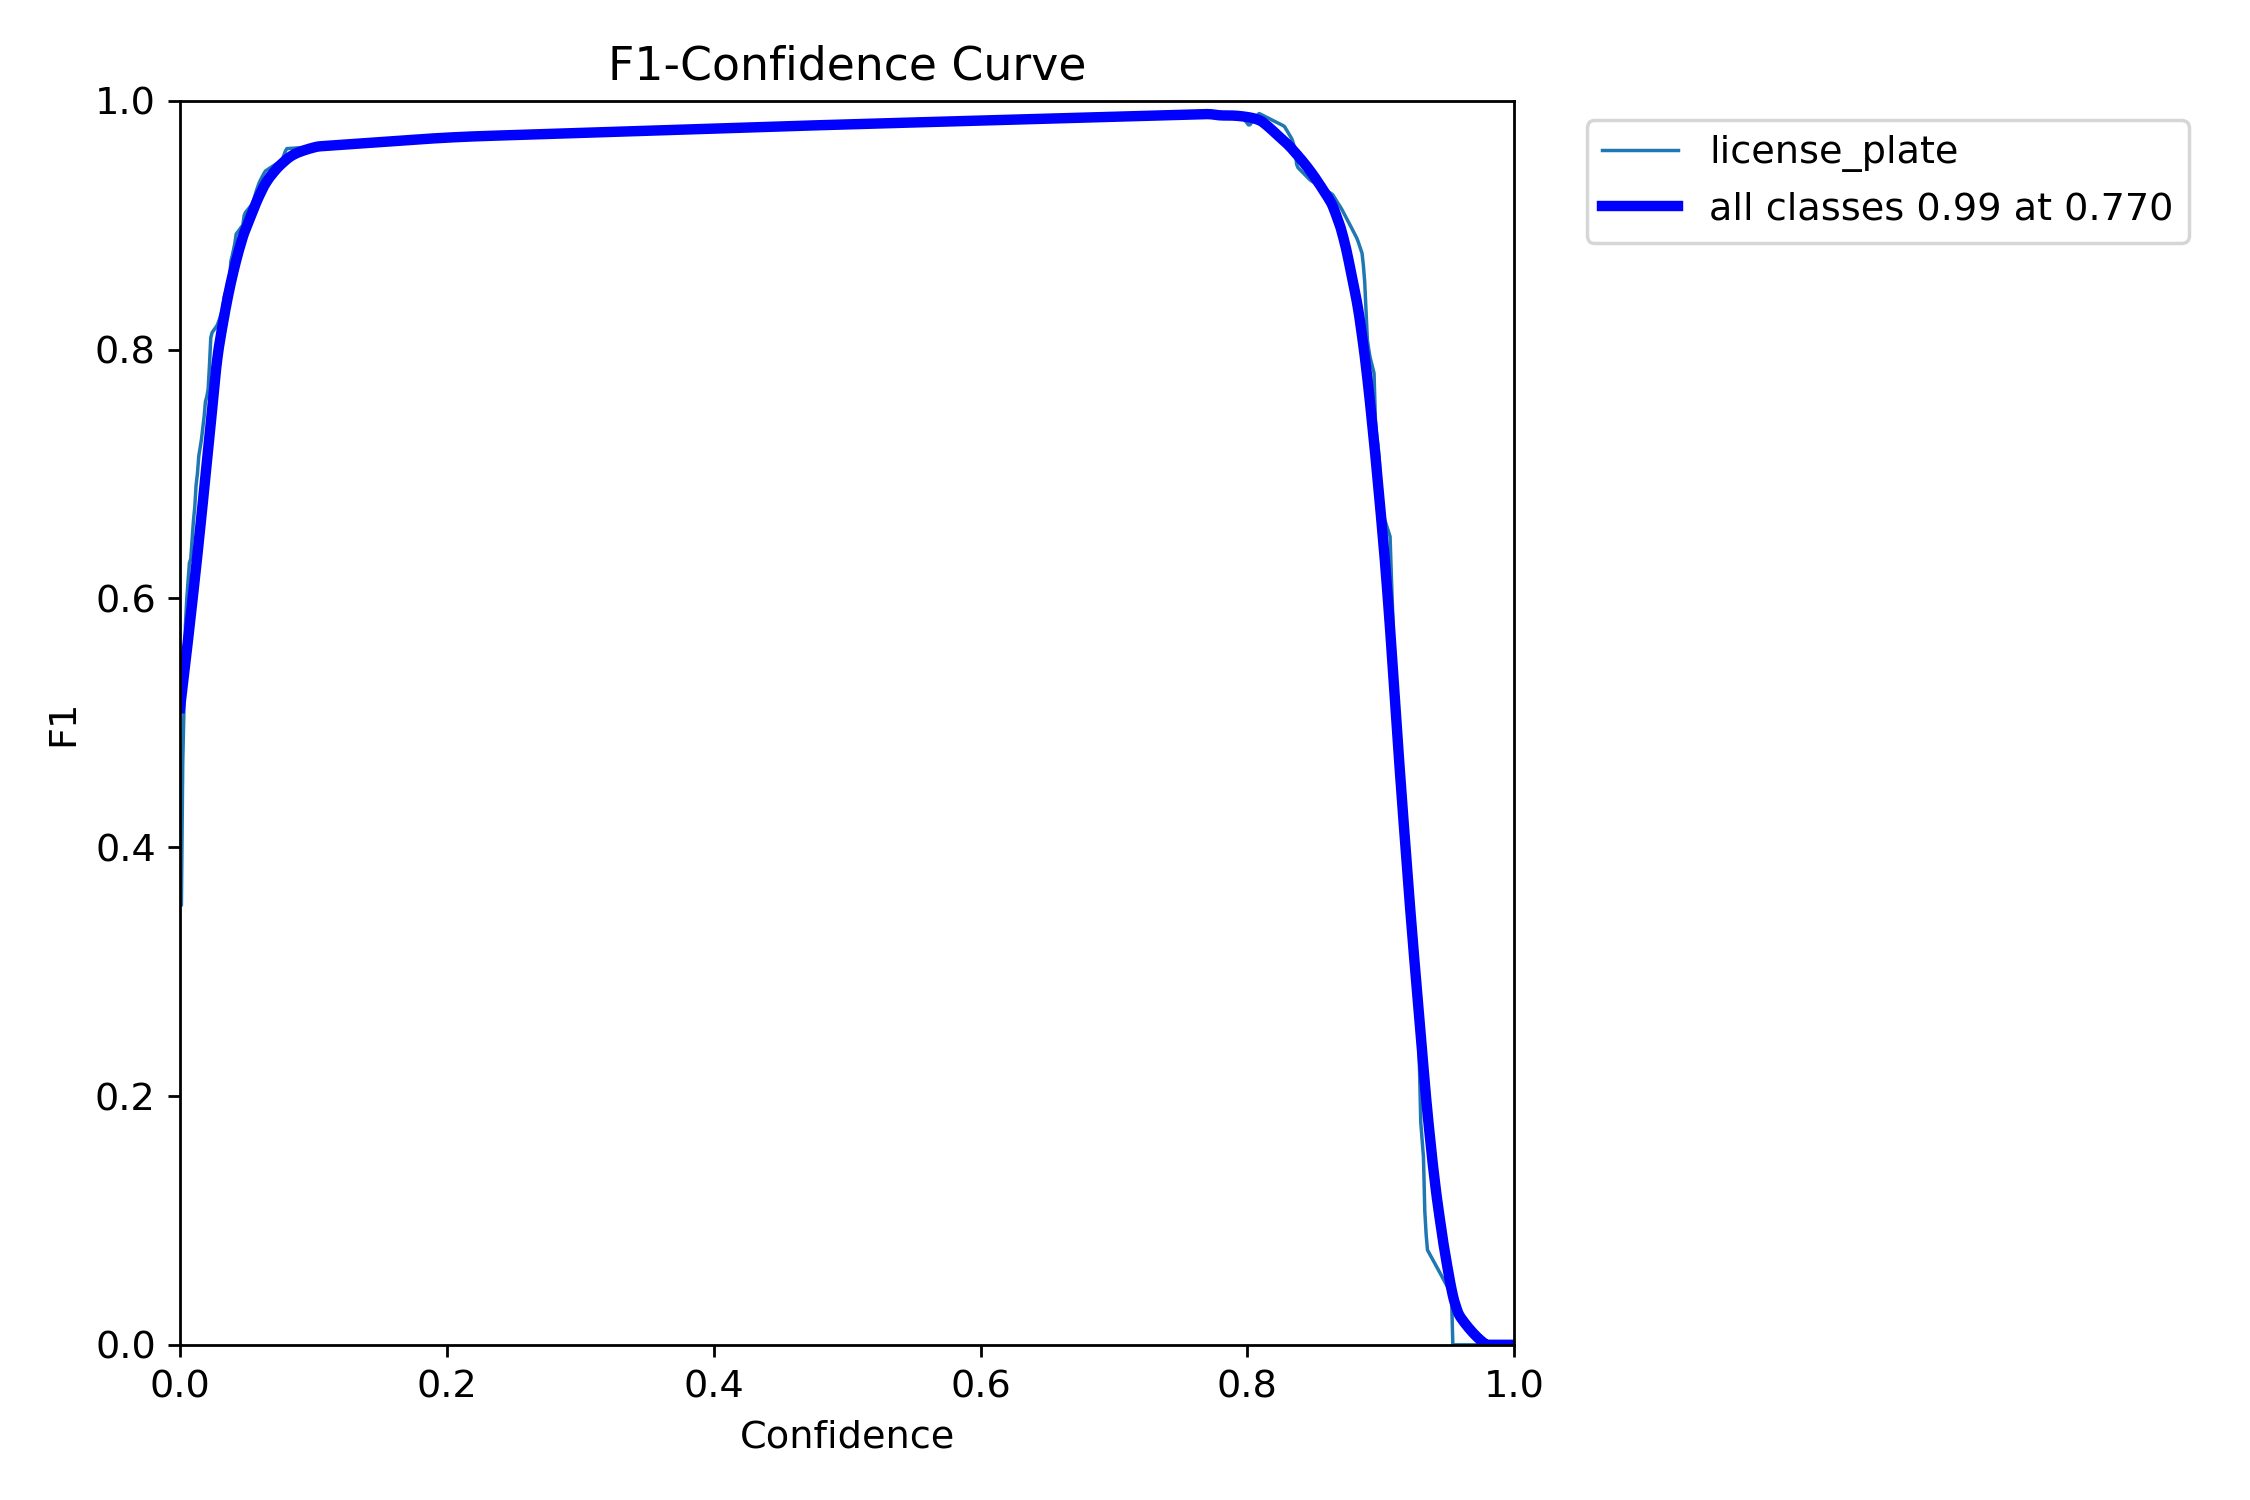 F1-Confidence Curve
1.0
0.8
0.6
0.4
0.2
0.0
F1
0.0 0.2 0.4 0.6 0.8 1.0
Confidence
license_plate
all classes 0.99 at 0.770